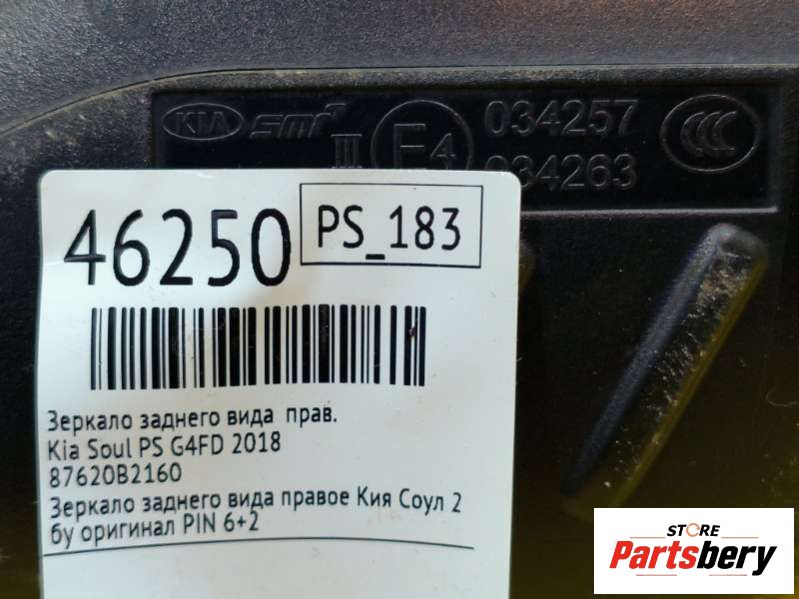 KIA SMR 034257
III E4 034263
CCC
46250 PS_183
Зеркало заднего вида прав.
Kia Soul PS G4FD 2018
87620B2160
Зеркало заднего вида правое Кия Соул 2
бу оригинал PIN 6+2
STORE
Partsbery